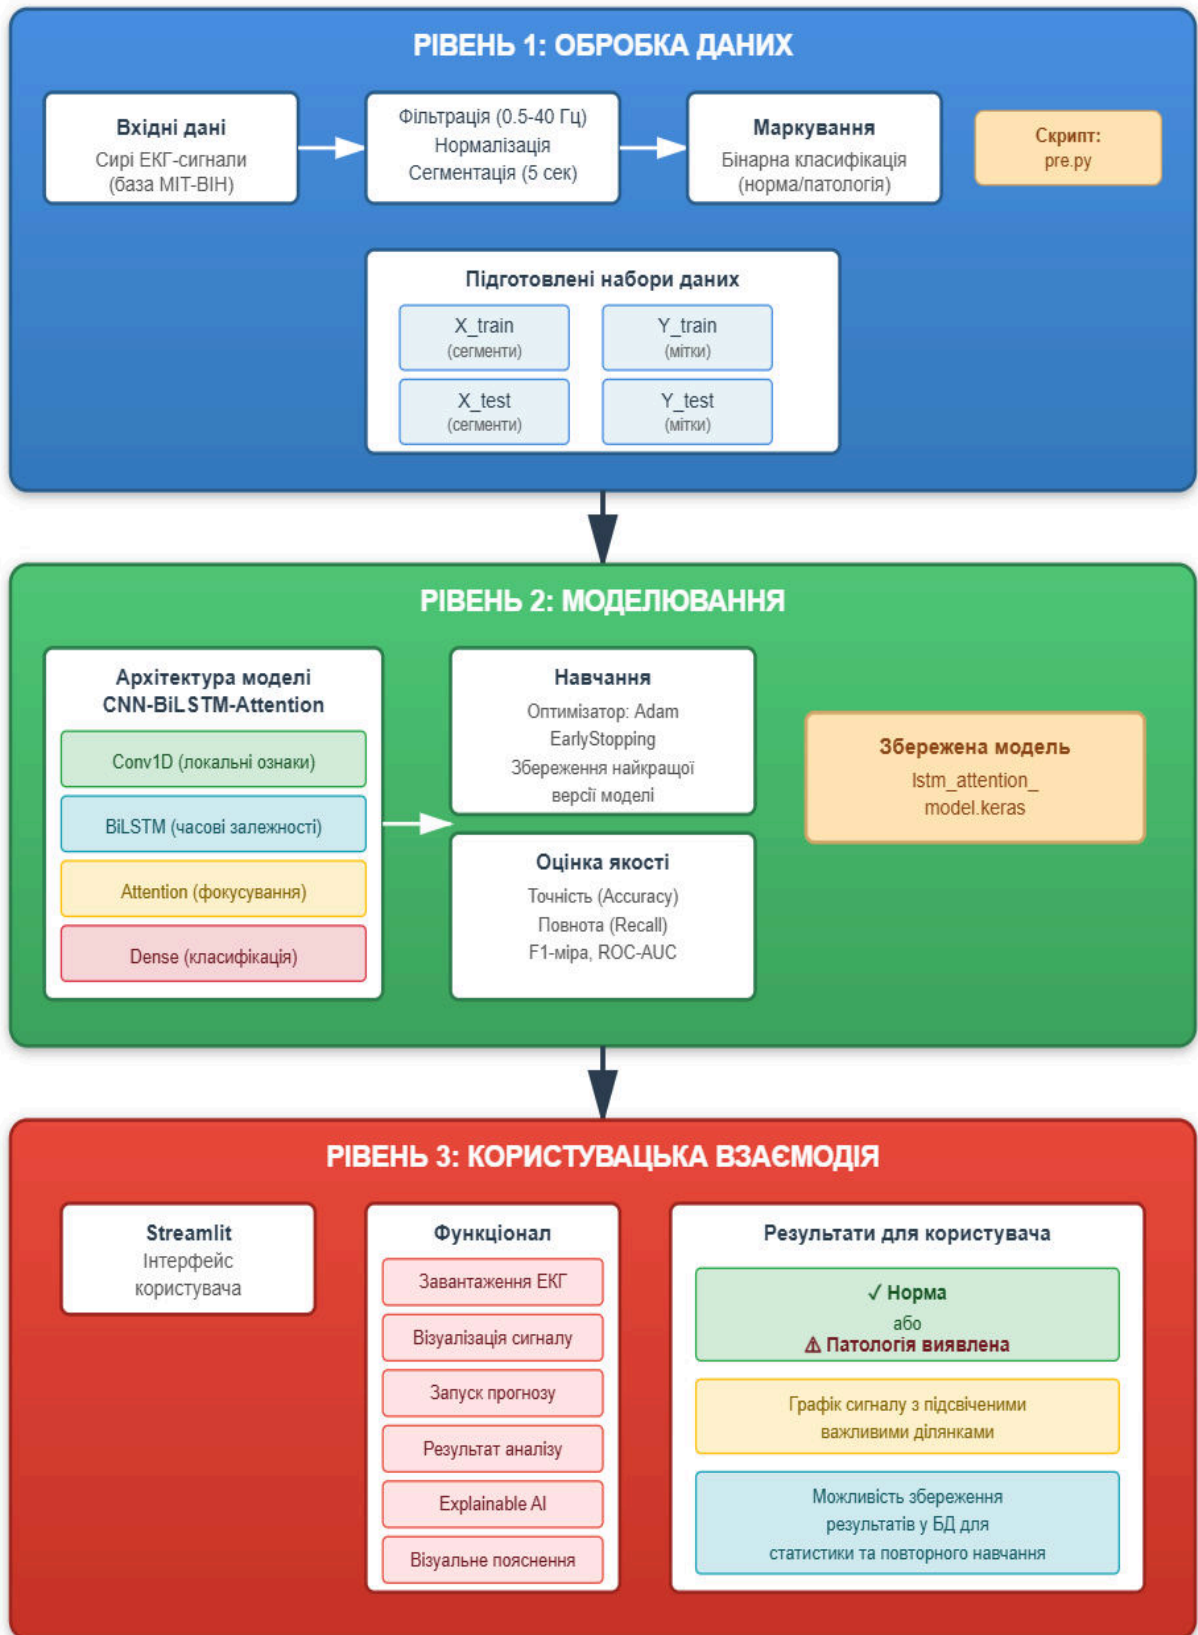 РІВЕНЬ 1: ОБРОБКА ДАНИХ
Вхідні дані
Сирі ЕКГ-сигнали
(база MIT-BIH)
Фільтрація (0.5-40 Гц)
Нормалізація
Сегментація (5 сек)
Маркування
Бінарна класифікація
(норма/патологія)
Скрипт:
pre.py
Підготовлені набори даних
X_train
(сегменти)
Y_train
(мітки)
X_test
(сегменти)
Y_test
(мітки)
РІВЕНЬ 2: МОДЕЛЮВАННЯ
Архітектура моделі
CNN-BiLSTM-Attention
Conv1D (локальні ознаки)
BiLSTM (часові залежності)
Attention (фокусування)
Dense (класифікація)
Навчання
Оптимізатор: Adam
EarlyStopping
Збереження найкращої
версії моделі
Оцінка якості
Точність (Accuracy)
Повнота (Recall)
F1-міра, ROC-AUC
Збережена модель
lstm_attention_
model.keras
РІВЕНЬ 3: КОРИСТУВАЦЬКА ВЗАЄМОДІЯ
Streamlit
Інтерфейс
користувача
Функціонал
Завантаження ЕКГ
Візуалізація сигналу
Запуск прогнозу
Результат аналізу
Explainable AI
Візуальне пояснення
Результати для користувача
✓ Норма
або
⚠ Патологія виявлена
Графік сигналу з підсвіченими
важливими ділянками
Можливість збереження
результатів у БД для
статистики та повторного навчання